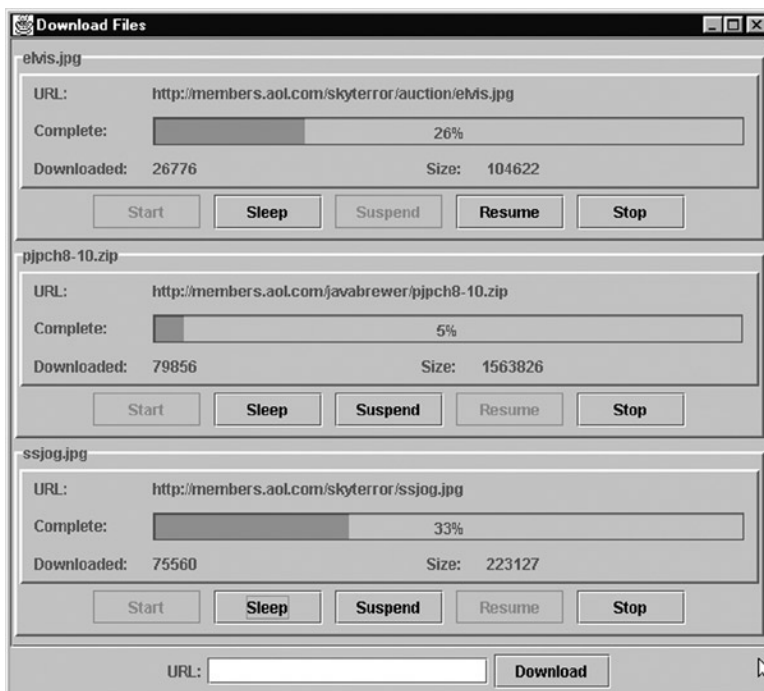 Download Files
elvis.jpg
URL: http://members.aol.com/skyterror/auction/elvis.jpg
Complete: 26%
Downloaded: 26776 Size: 104622
Start Sleep Suspend Resume Stop
pjpch8-10.zip
URL: http://members.aol.com/javabrewer/pjpch8-10.zip
Complete: 5%
Downloaded: 79856 Size: 1563826
Start Sleep Suspend Resume Stop
ssjog.jpg
URL: http://members.aol.com/skyterror/ssjog.jpg
Complete: 33%
Downloaded: 75560 Size: 223127
Start Sleep Suspend Resume Stop
URL: Download